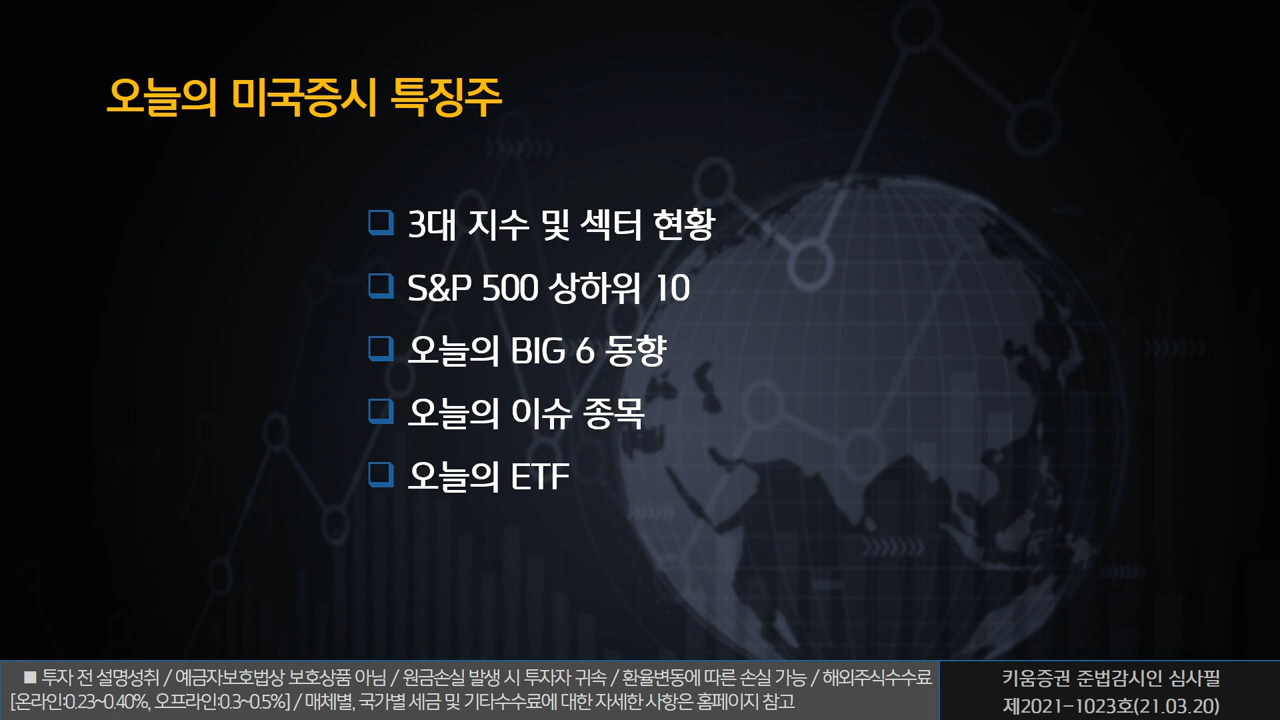 오늘의 미국증시 특징주
❑ 3대 지수 및 섹터 현황
❑ S&P 500 상하위 10
❑ 오늘의 BIG 6 동향
❑ 오늘의 이슈 종목
❑ 오늘의 ETF
■ 투자 전 설명성취 / 예금자보호법상 보호상품 아님 / 원금손실 발생 시 투자자 귀속 / 환율변동에 따른 손실 가능 / 해외주식수수료
[온라인:0.23~0.40%, 오프라인:0.3~0.5%] / 매체별, 국가별 세금 및 기타수수료에 대한 자세한 사항은 홈페이지 참고
키움증권 준법감시인 심사필
제2021-1023호(21.03.20)